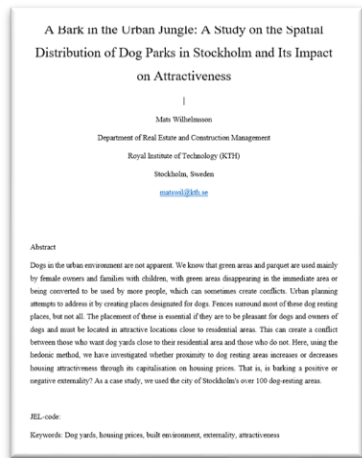 A Bark in the Urban Jungle: A Study on the Spatial
Distribution of Dog Parks in Stockholm and Its Impact
on Attractiveness
Mats Wilhelmsson
Department of Real Estate and Construction Management
Royal Institute of Technology (KTH)
Stockholm, Sweden
matswil@kth.se
Abstract
Dogs in the urban environment are not apparent. We know that green areas and parquet are used mainly
by female owners and families with children, with green areas disappearing in the immediate area or
being converted to be used by more people, which can sometimes create conflicts. Urban planning
attempts to address it by creating places designated for dogs. Fences surround most of these dog resting
places, but not all. The placement of these is essential if they are to be pleasant for dogs and owners of
dogs and must be located in attractive locations close to residential areas. This can create a conflict
between those who want dog yards close to their residential area and those who do not. Here, using the
hedonic method, we have investigated whether proximity to dog resting areas increases or decreases
housing attractiveness through its capitalisation on housing prices. That is, is barking a positive or
negative externality? As a case study, we used the city of Stockholm's over 100 dog-resting areas.
JEL-code:
Keywords: Dog yards, housing prices, built environment, externality, attractiveness